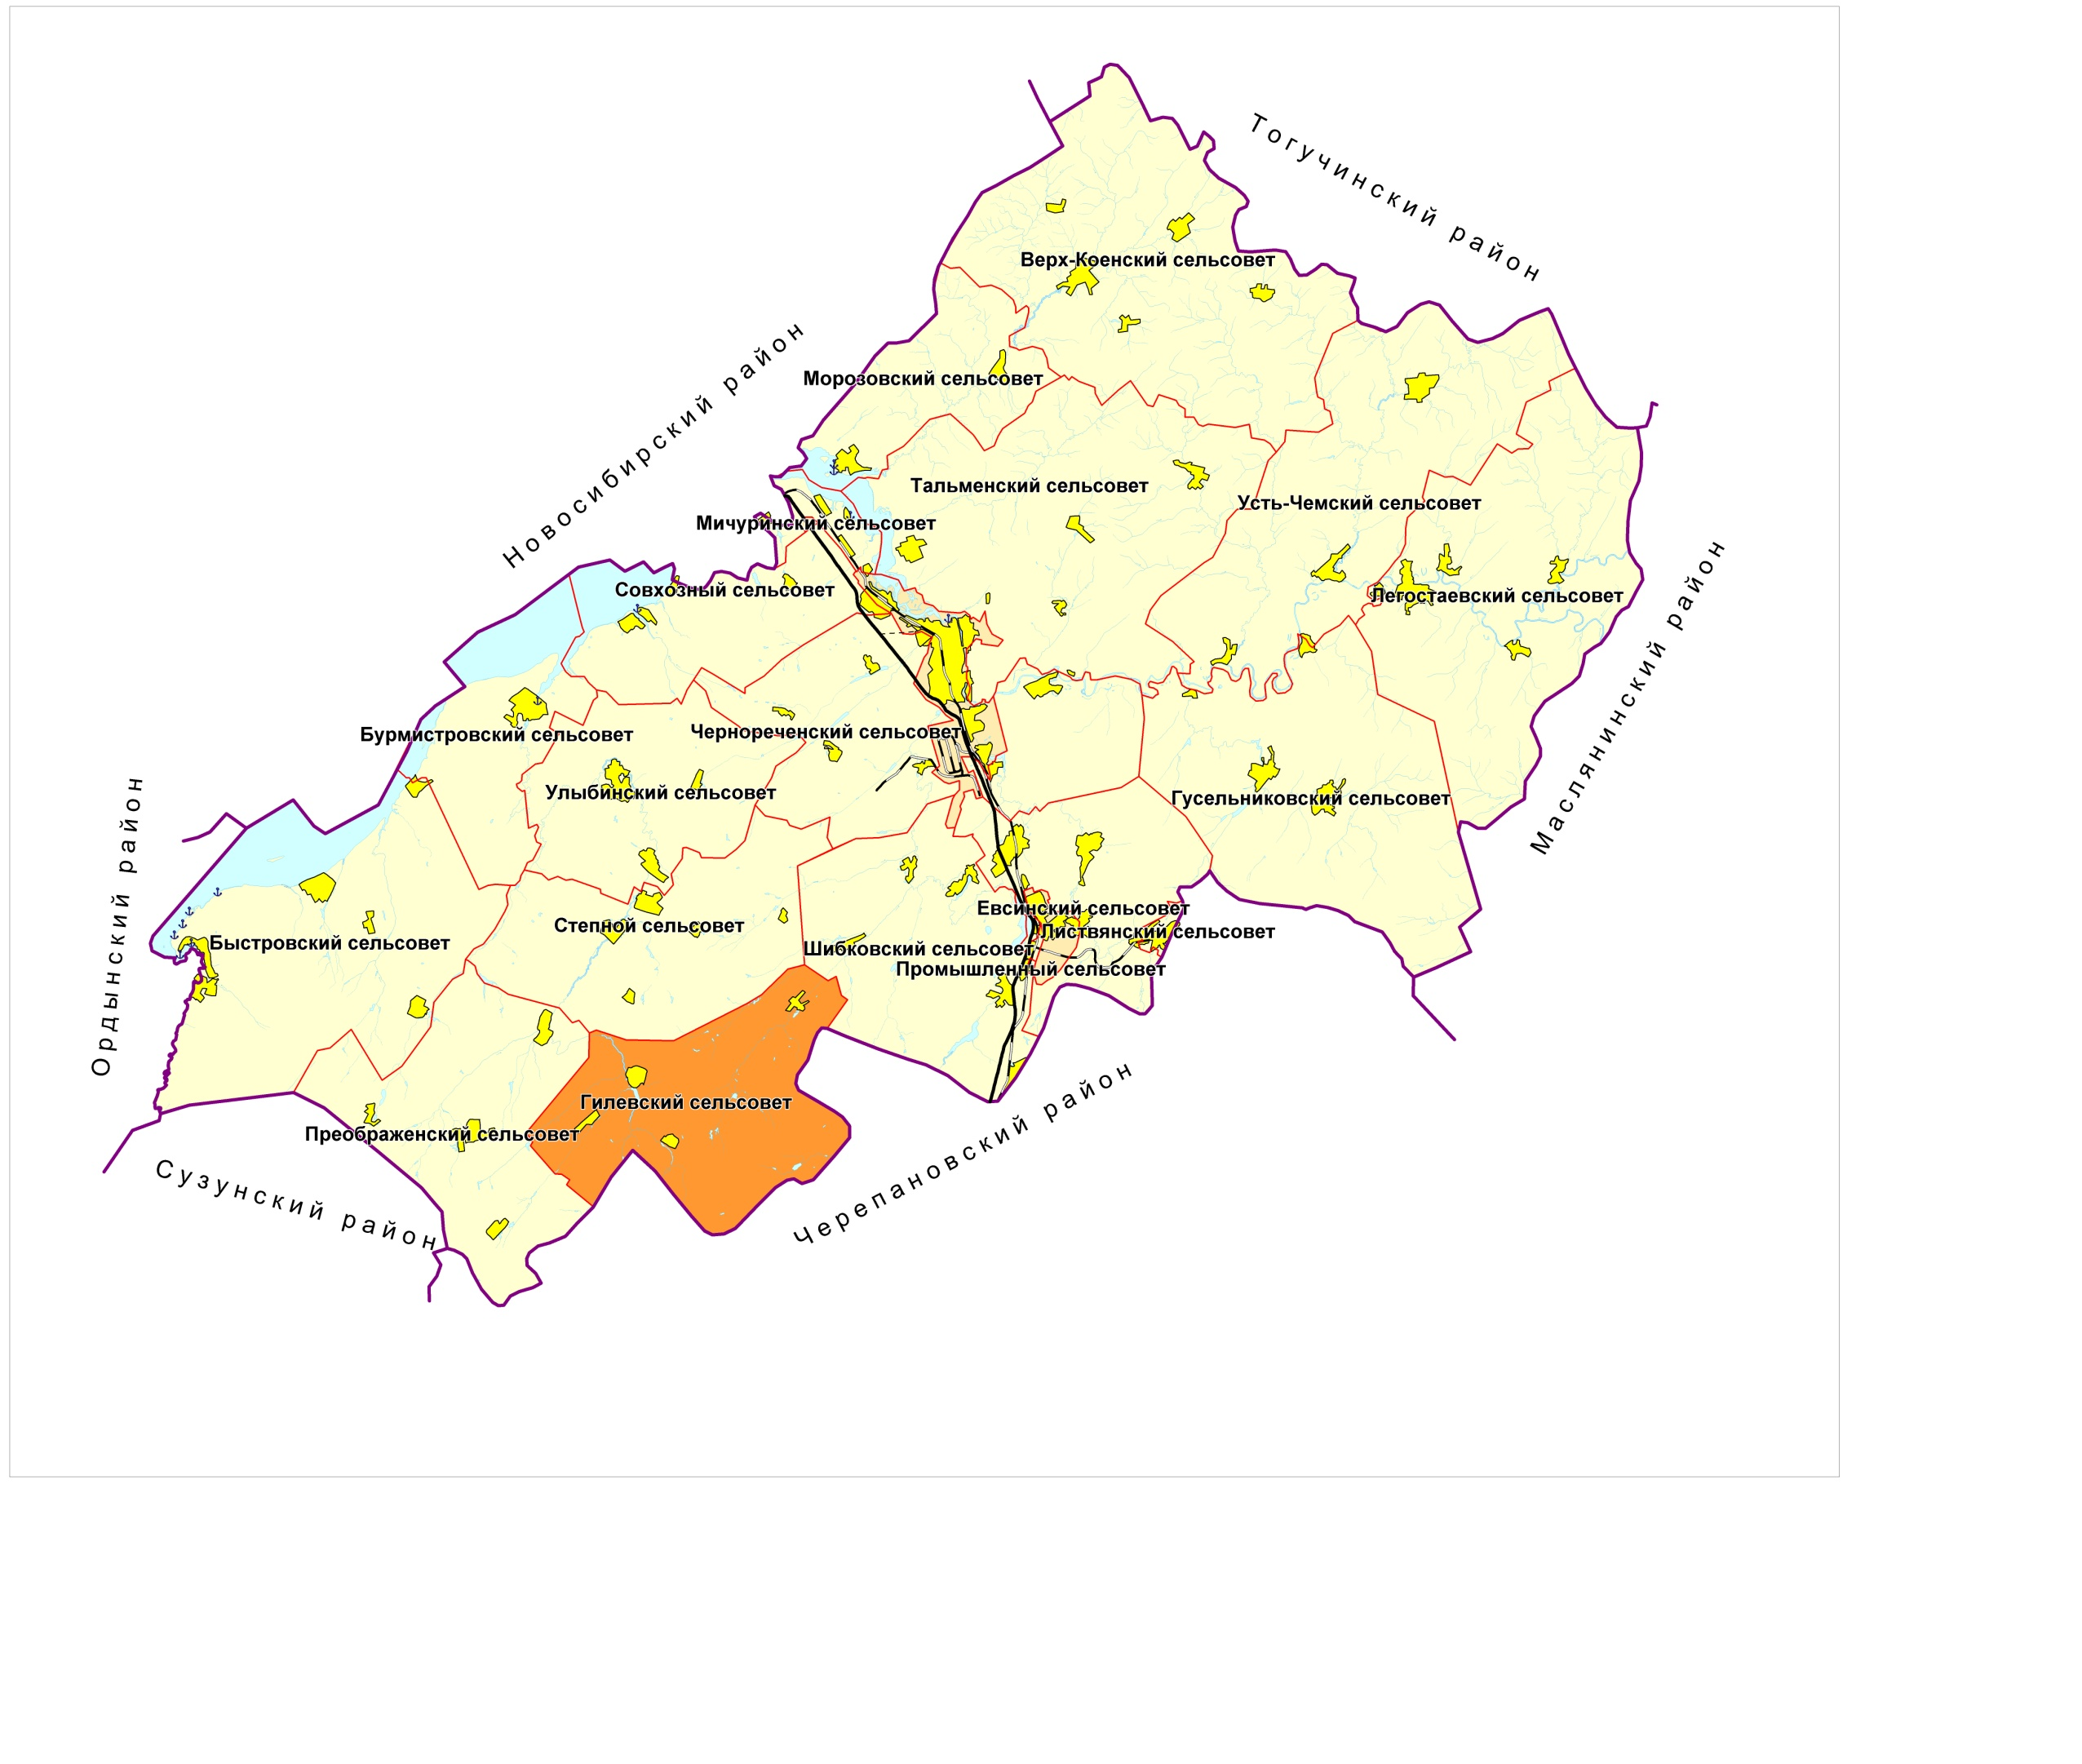 Тогучинский район
Верх-Коенский сельсовет
Новосибирский район
Морозовский сельсовет
Тальменский сельсовет
Усть-Чемский сельсовет
Мичуринский сельсовет
Совхозный сельсовет
Легостаевский сельсовет
Маслянинский район
Бурмистровский сельсовет
Чернореченский сельсовет
Улыбинский сельсовет
Гусельниковский сельсовет
Ордынский район
Евсинский сельсовет
Степной сельсовет
Листвянский сельсовет
Быстровский сельсовет
Шибковский сельсовет
Промышленный сельсовет
Гилевский сельсовет
Преображенский сельсовет
Черепановский район
Сузунский район